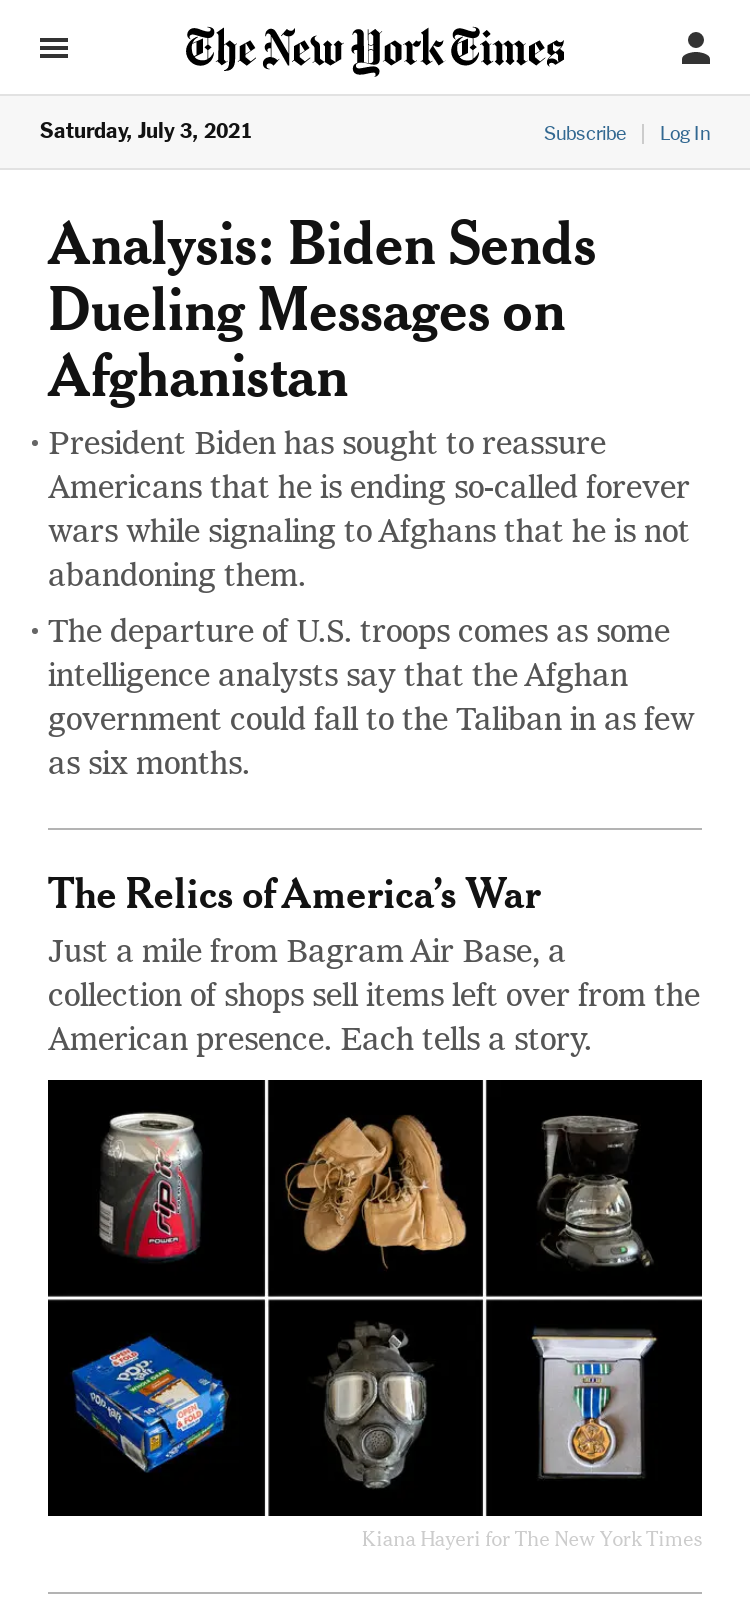 The New York Times
Saturday, July 3, 2021
Subscribe | Log In
Analysis: Biden Sends
Dueling Messages on
Afghanistan
• President Biden has sought to reassure
Americans that he is ending so-called forever
wars while signaling to Afghans that he is not
abandoning them.
• The departure of U.S. troops comes as some
intelligence analysts say that the Afghan
government could fall to the Taliban in as few
as six months.
The Relics of America’s War
Just a mile from Bagram Air Base, a
collection of shops sell items left over from the
American presence. Each tells a story.
rip it
POWER
OPEN
& FOLD
POP.
WHOLE GRAIN
OPEN
& FOLD
Kiana Hayeri for The New York Times